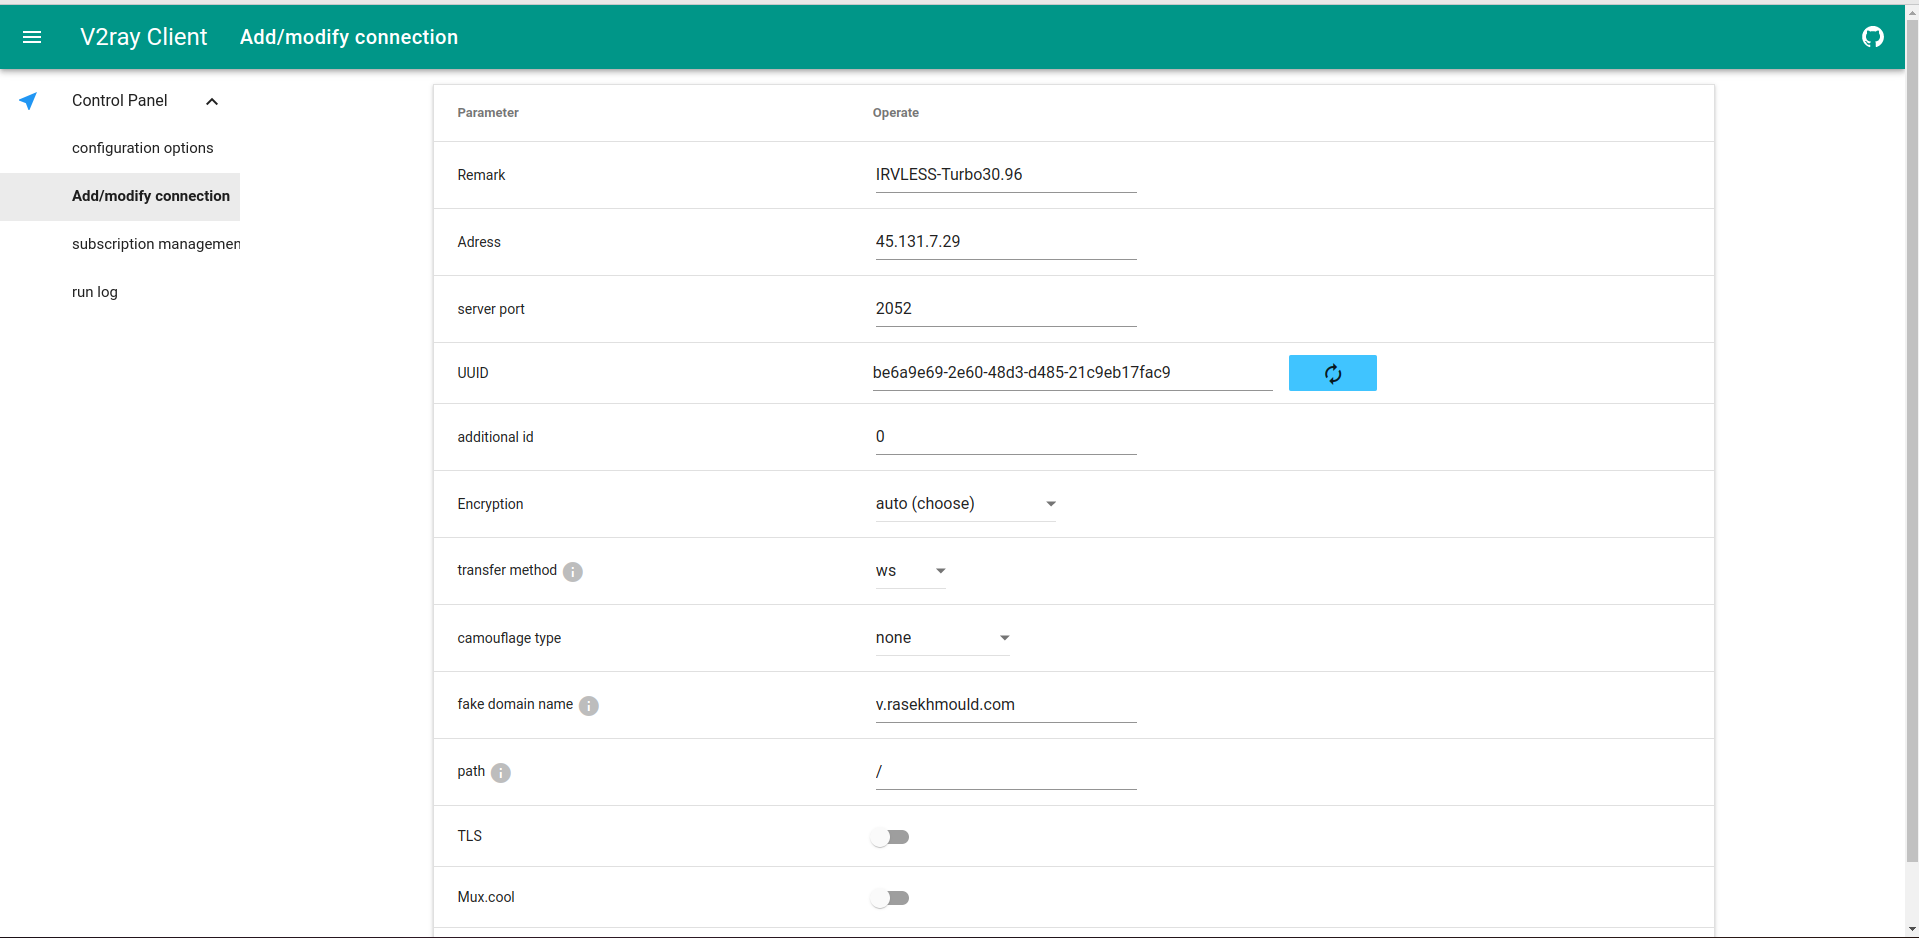 V2ray Client Add/modify connection
Control Panel
configuration options
Add/modify connection
subscription managemen
run log
Parameter Operate
Remark IRVLESS-Turbo30.96
Adress 45.131.7.29
server port 2052
UUID be6a9e69-2e60-48d3-d485-21c9eb17fac9
additional id 0
Encryption auto (choose)
transfer method ws
camouflage type none
fake domain name v.rasekhmould.com
path /
TLS
Mux.cool